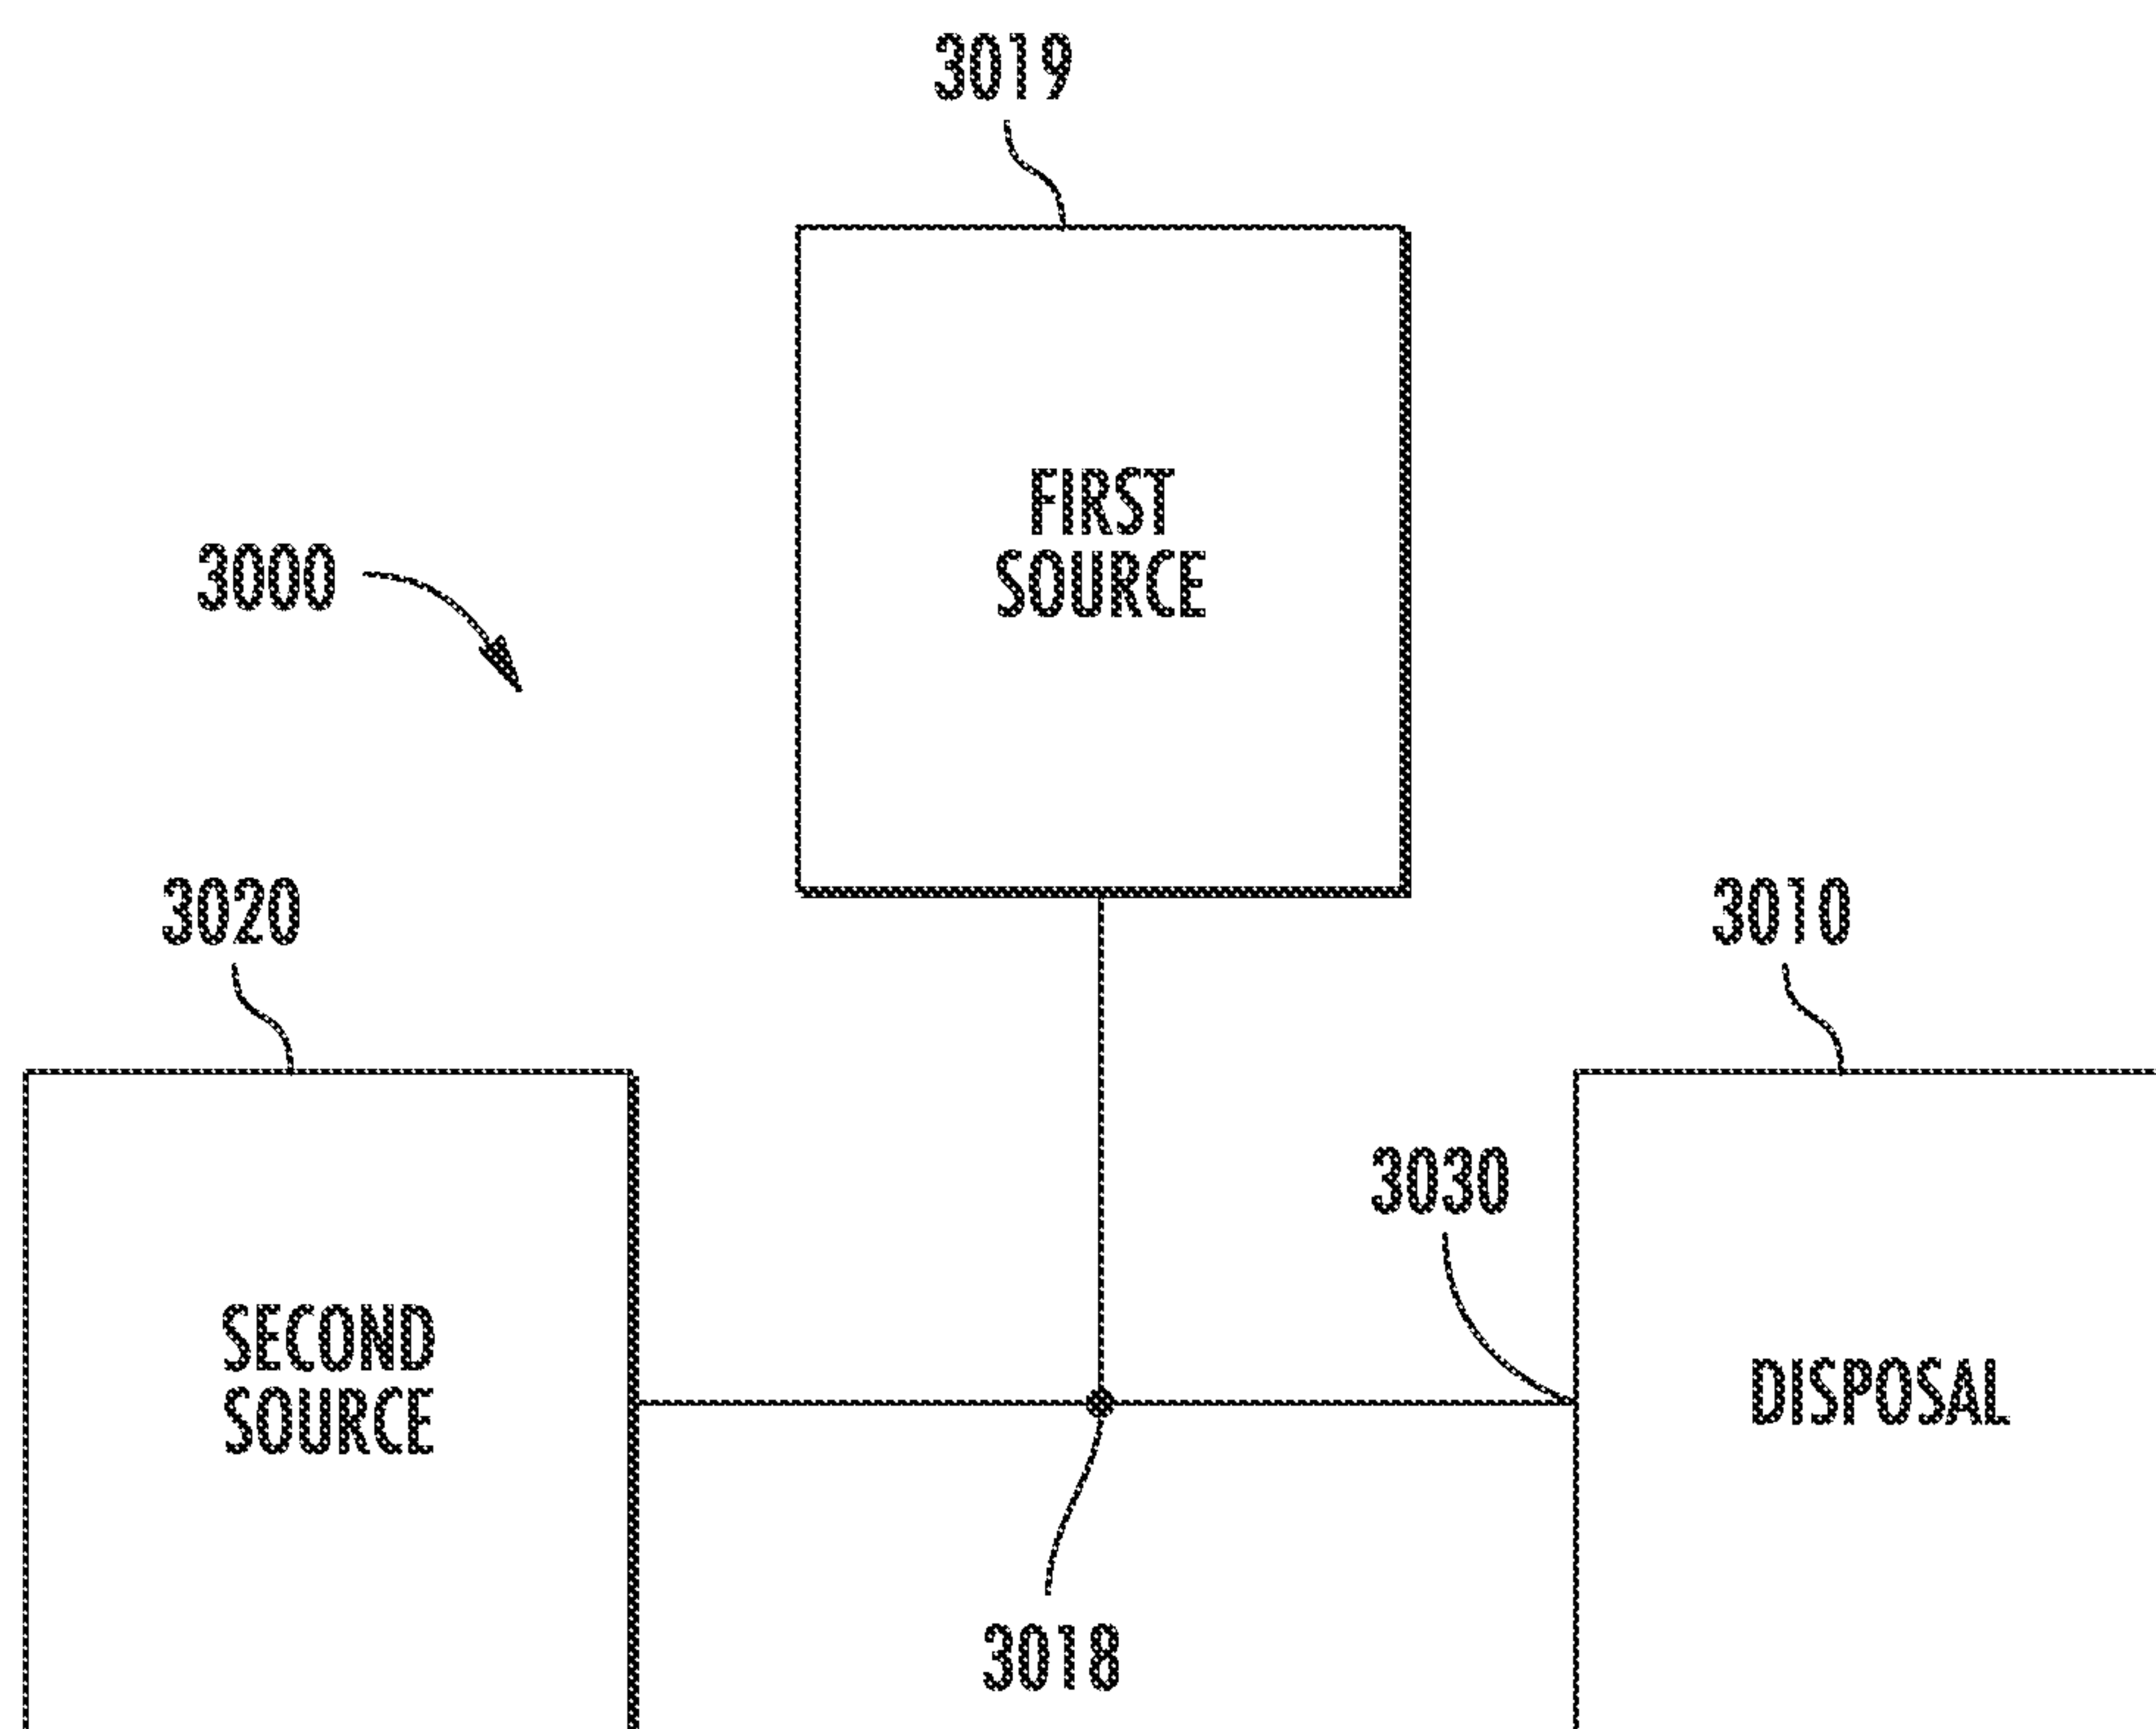 3019
FIRST
SOURCE
3000
3020
3010
3030
SECOND
SOURCE
DISPOSAL
3018